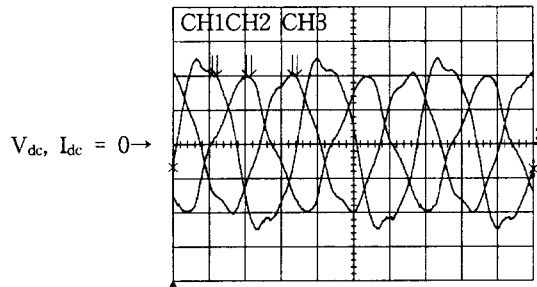 CH1CH2 CH3
Vdc, Idc = 0→